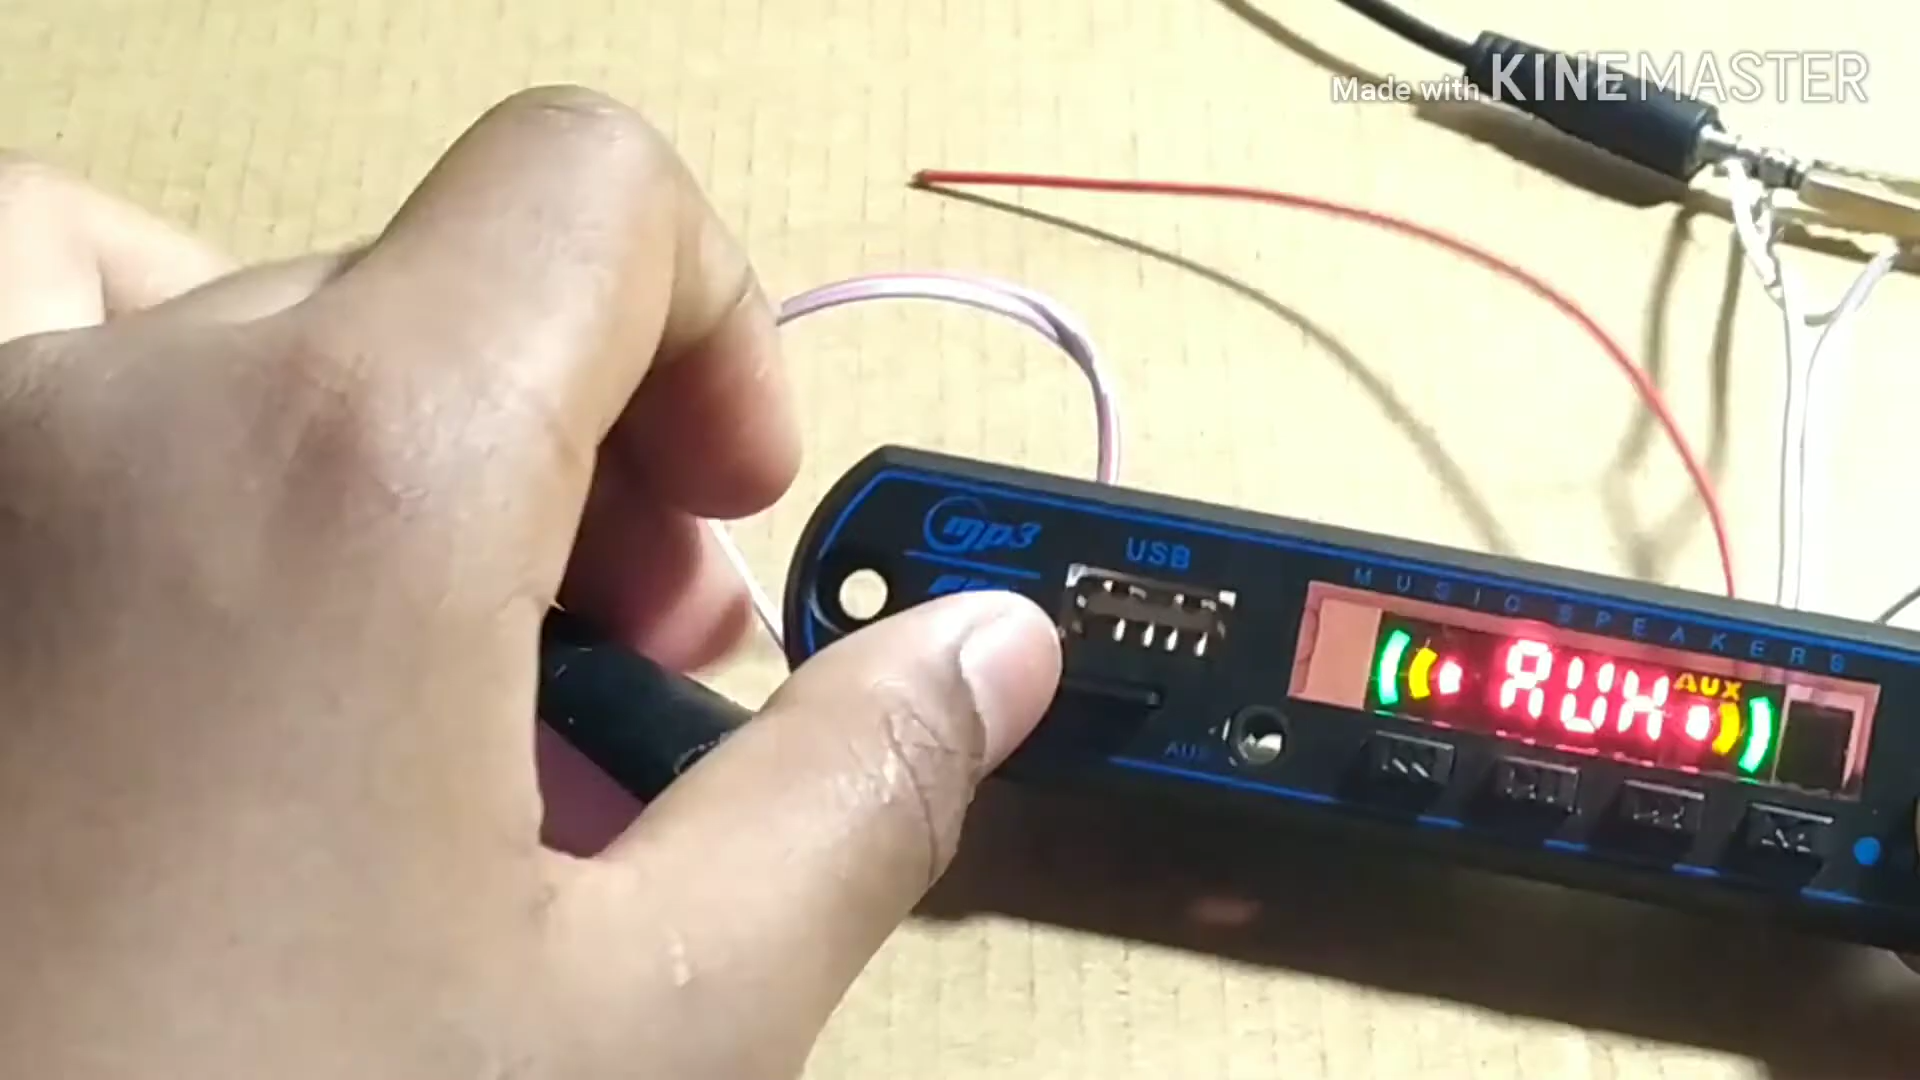 Made with KINEMASTER
mp3
USB
MUSIC SPEAKERS
AUX
AUX
AUX